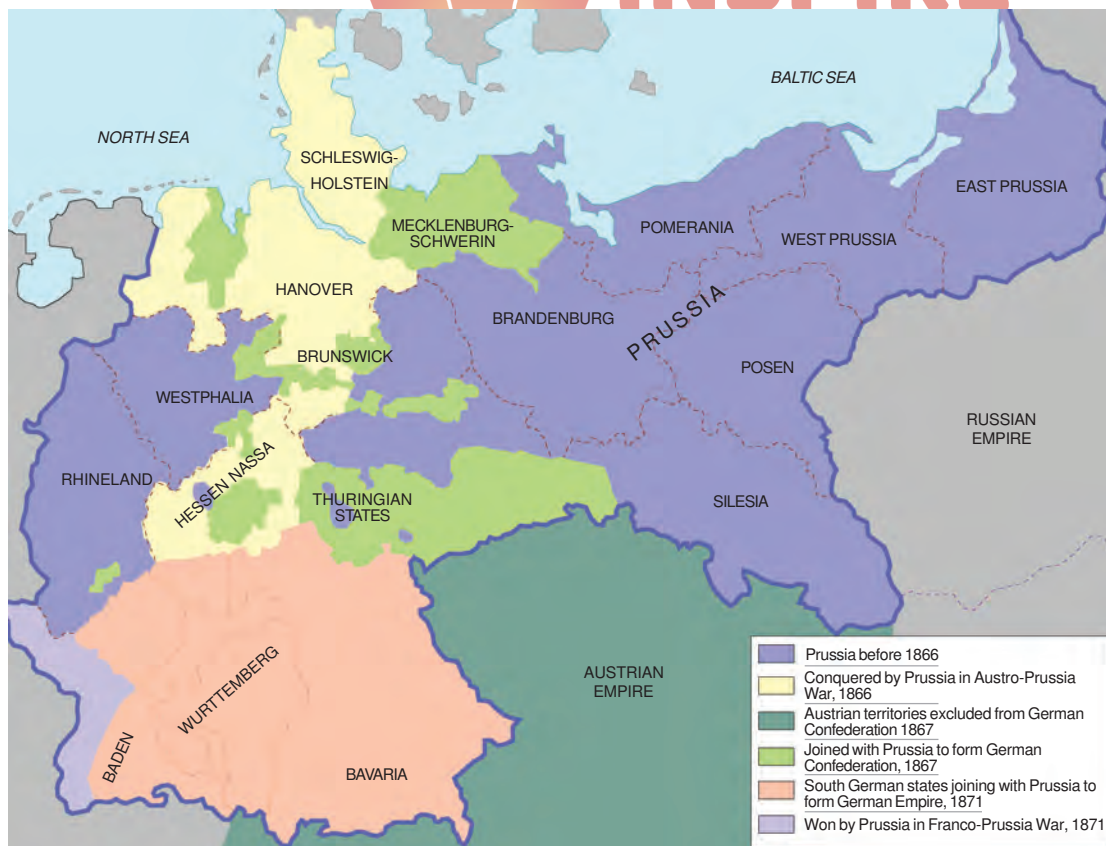 NORTH SEA
BALTIC SEA
SCHLESWIG-
HOLSTEIN
MECKLENBURG-
SCHWERIN
POMERANIA
WEST PRUSSIA
EAST PRUSSIA
HANOVER
BRANDENBURG
PRUSSIA
BRUNSWICK
POSEN
WESTPHALIA
RUSSIAN
EMPIRE
RHINELAND
HESSEN NASSA
THURINGIAN
STATES
SILESIA
AUSTRIAN
EMPIRE
WURTTEMBERG
BADEN
BAVARIA
Prussia before 1866
Conquered by Prussia in Austro-Prussia
War, 1866
Austrian territories excluded from German
Confederation 1867
Joined with Prussia to form German
Confederation, 1867
South German states joining with Prussia to
form German Empire, 1871
Won by Prussia in Franco-Prussia War, 1871